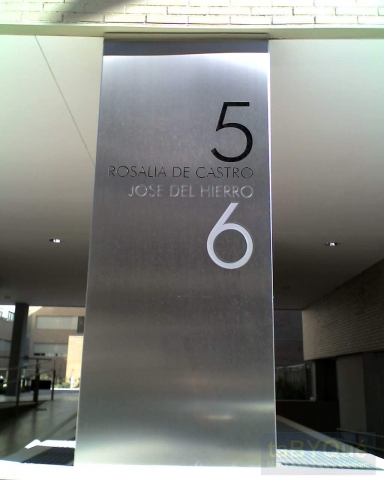 5
ROSALIA DE CASTRO
JOSE DEL HIERRO
6